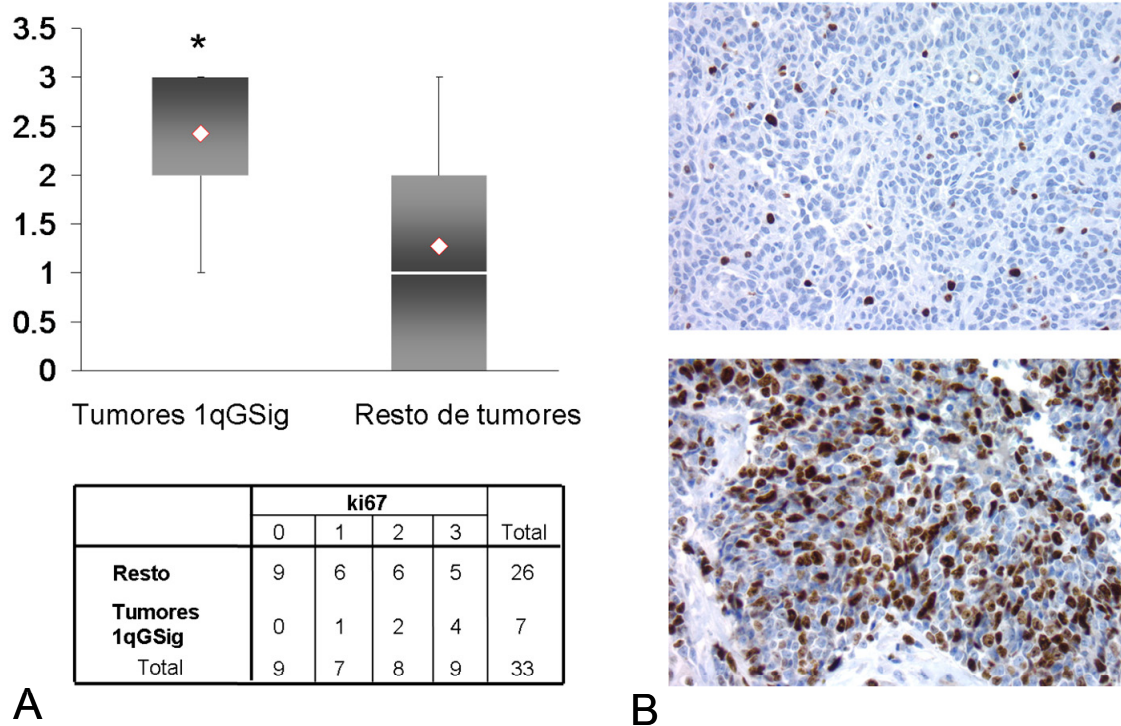 3.5
*
3
2.5
2
1.5
1
0.5
0
Tumores 1qGSig Resto de tumores
ki67
0 1 2 3 Total
Resto 9 6 6 5 26
Tumores
1qGSig 0 1 2 4 7
Total 9 7 8 9 33
A
B